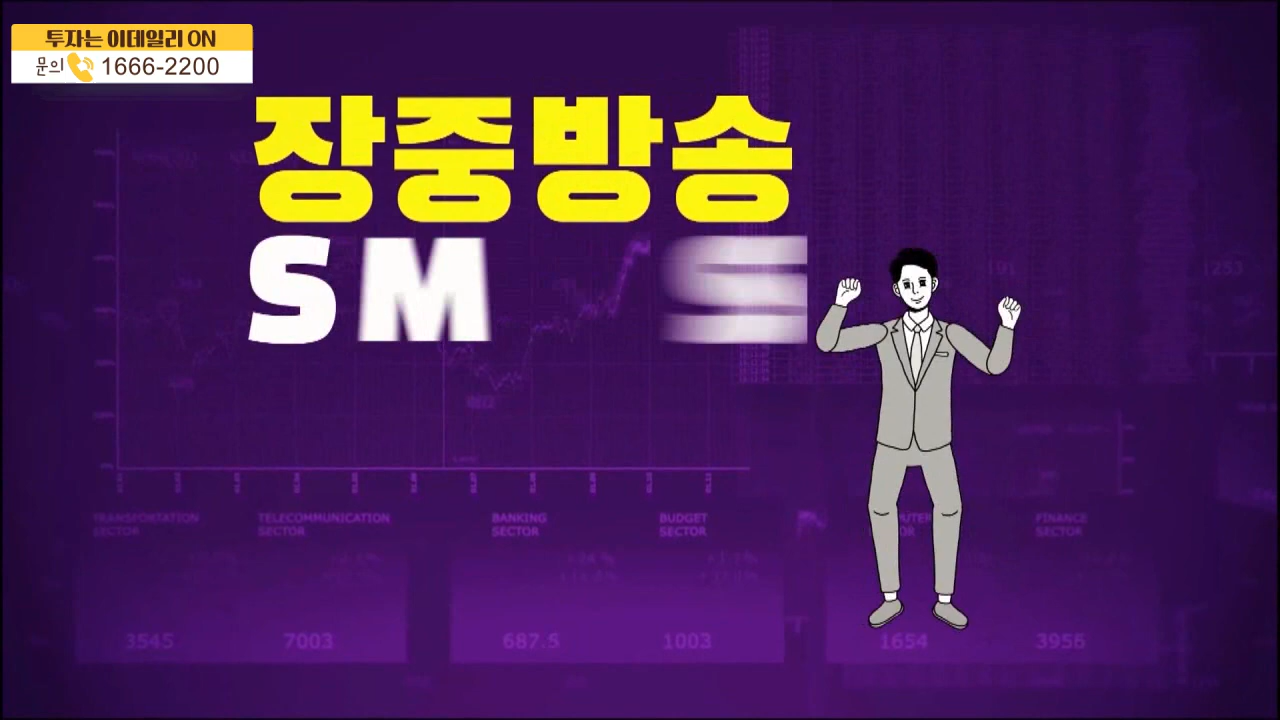 투자는 이데일리 ON
문의 1666-2200
장중방송
SM S
TRANSPORTATION SECTOR
TELECOMMUNICATION SECTOR
BANKING SECTOR
BUDGET SECTOR
FINANCE SECTOR
3545
7003
687.5
1003
1654
3956